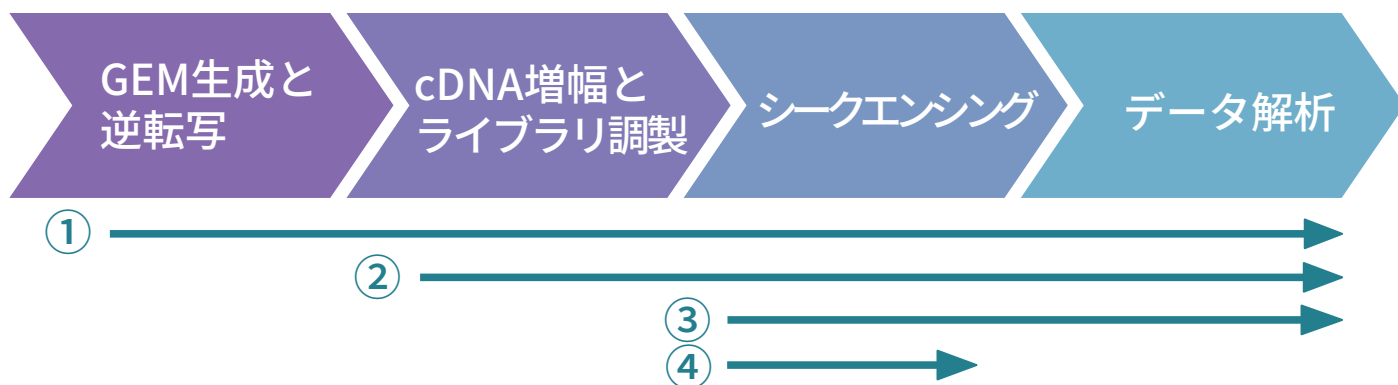 GEM生成と
逆転写
cDNA増幅と
ライブラリ調製
シークエンシング
データ解析
①
②
③
④